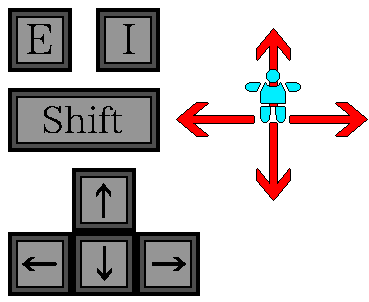 E I
Shift
↑
← ↓ →